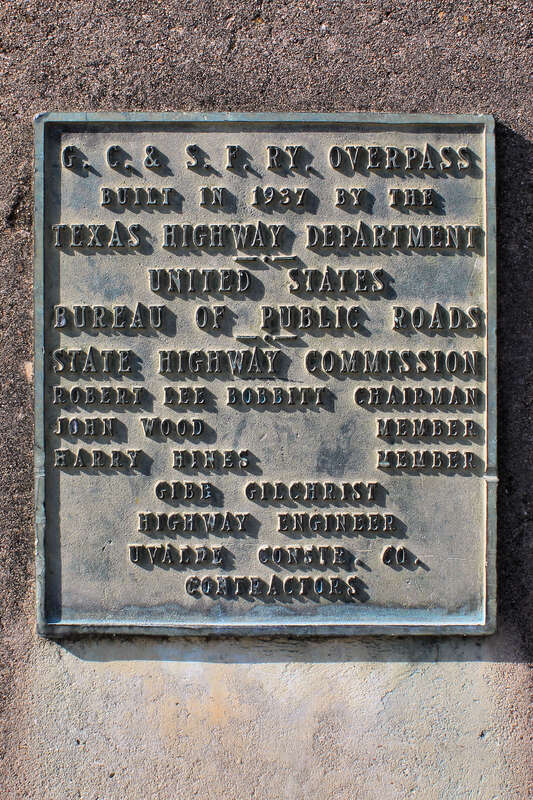 G. C. & S. F. RY OVERPASS
BUILT IN 1937 BY THE
TEXAS HIGHWAY DEPARTMENT
UNITED STATES
BUREAU OF PUBLIC ROADS
STATE HIGHWAY COMMISSION
ROBERT LEE BOBBITT CHAIRMAN
JOHN WOOD MEMBER
HARRY HINES MEMBER
GIBB GILCHRIST
HIGHWAY ENGINEER
UVALDE CONSTR. CO.
CONTRACTORS